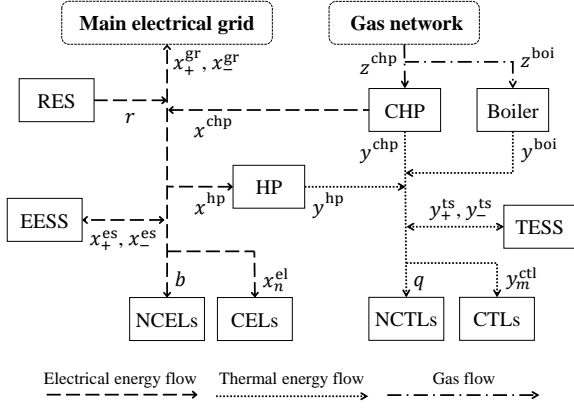 Main electrical grid
Gas network
x₊ᵍʳ, x₋ᵍʳ
zᶜʰᵖ
zᵇᵒⁱ
RES
r
CHP
Boiler
xᶜʰᵖ
yᶜʰᵖ
yᵇᵒⁱ
HP
xʰᵖ
yʰᵖ
EESS
x₊ᵉˢ, x₋ᵉˢ
y₊ᵗˢ, y₋ᵗˢ
TESS
b
xₙᵉˡ
q
yₘᶜᵗˡ
NCELs
CELs
NCTLs
CTLs
Electrical energy flow
Thermal energy flow
Gas flow